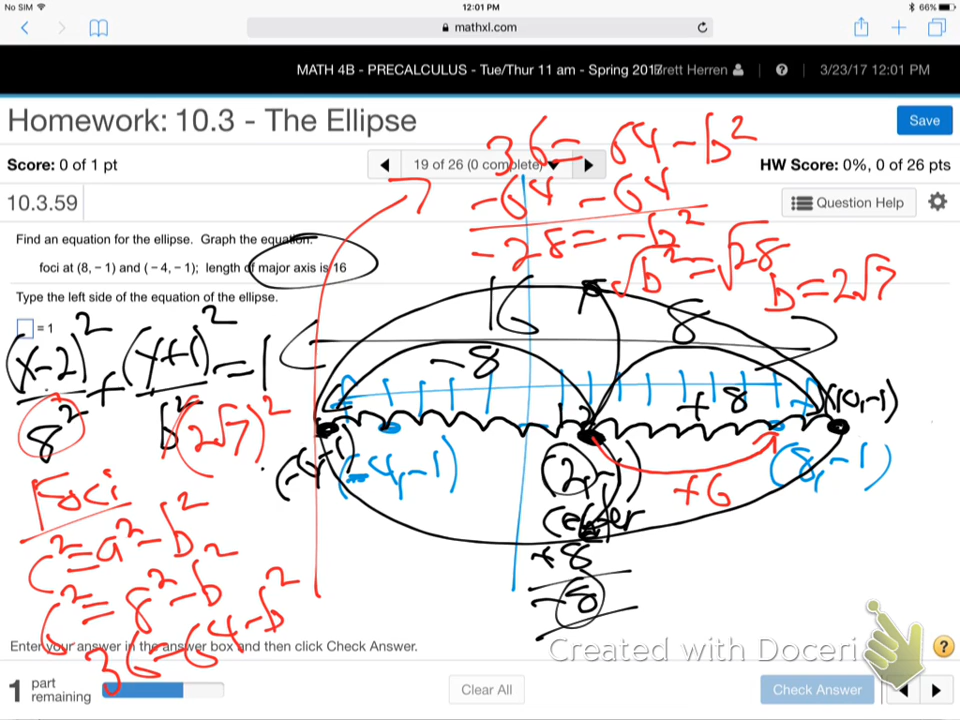 No SIM
12:01 PM
66%
mathxl.com
MATH 4B - PRECALCULUS - Tue/Thur 11 am - Spring 2017
Brett Herren
3/23/17 12:01 PM
Homework: 10.3 - The Ellipse
Save
Score: 0 of 1 pt
19 of 26 (0 complete)
HW Score: 0%, 0 of 26 pts
10.3.59
Question Help
36 = 64 - b²
-64 -64
-28 = -b²
√b² = √28
b = 2√7
Find an equation for the ellipse. Graph the equation.
foci at (8, − 1) and (− 4, − 1); length of major axis is 16
Type the left side of the equation of the ellipse.
= 1
(x-2)² + (y+1)² = 1
8² b² (2√7)²
16
-8
8
+8
(10,-1)
(-4,-1)
(8,-1)
+6
center
+8
-8
Foci
c² = a² - b²
6² = 8² - b²
36 = 64 - b²
Enter your answer in the answer box and then click Check Answer.
Created with Doceri
?
1 part remaining
Clear All
Check Answer